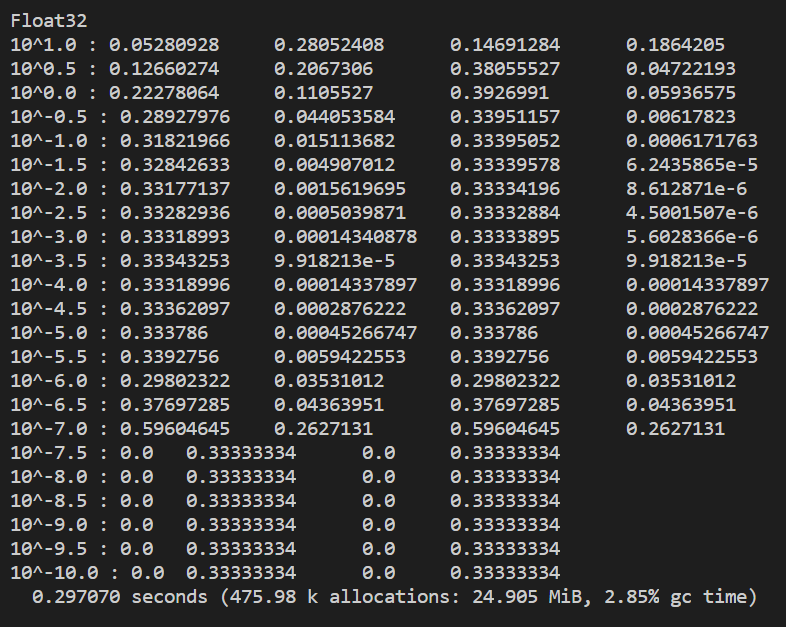 Float32
10^1.0 : 0.05280928     0.28052408      0.14691284      0.1864205
10^0.5 : 0.12660274     0.2067306       0.38055527      0.04722193
10^0.0 : 0.22278064     0.1105527       0.3926991       0.05936575
10^-0.5 : 0.28927976    0.044053584     0.33951157      0.00617823
10^-1.0 : 0.31821966    0.015113682     0.33395052      0.0006171763
10^-1.5 : 0.32842633    0.004907012     0.33339578      6.2435865e-5
10^-2.0 : 0.33177137    0.0015619695    0.33334196      8.612871e-6
10^-2.5 : 0.33282936    0.0005039871    0.33332884      4.5001507e-6
10^-3.0 : 0.33318993    0.00014340878   0.33333895      5.6028366e-6
10^-3.5 : 0.33343253    9.918213e-5     0.33343253      9.918213e-5
10^-4.0 : 0.33318996    0.00014337897   0.33318996      0.00014337897
10^-4.5 : 0.33362097    0.0002876222    0.33362097      0.0002876222
10^-5.0 : 0.333786      0.00045266747   0.333786        0.00045266747
10^-5.5 : 0.3392756     0.0059422553    0.3392756       0.0059422553
10^-6.0 : 0.29802322    0.03531012      0.29802322      0.03531012
10^-6.5 : 0.37697285    0.04363951      0.37697285      0.04363951
10^-7.0 : 0.59604645    0.2627131       0.59604645      0.2627131
10^-7.5 : 0.0   0.33333334      0.0     0.33333334
10^-8.0 : 0.0   0.33333334      0.0     0.33333334
10^-8.5 : 0.0   0.33333334      0.0     0.33333334
10^-9.0 : 0.0   0.33333334      0.0     0.33333334
10^-9.5 : 0.0   0.33333334      0.0     0.33333334
10^-10.0 : 0.0  0.33333334      0.0     0.33333334
  0.297070 seconds (475.98 k allocations: 24.905 MiB, 2.85% gc time)